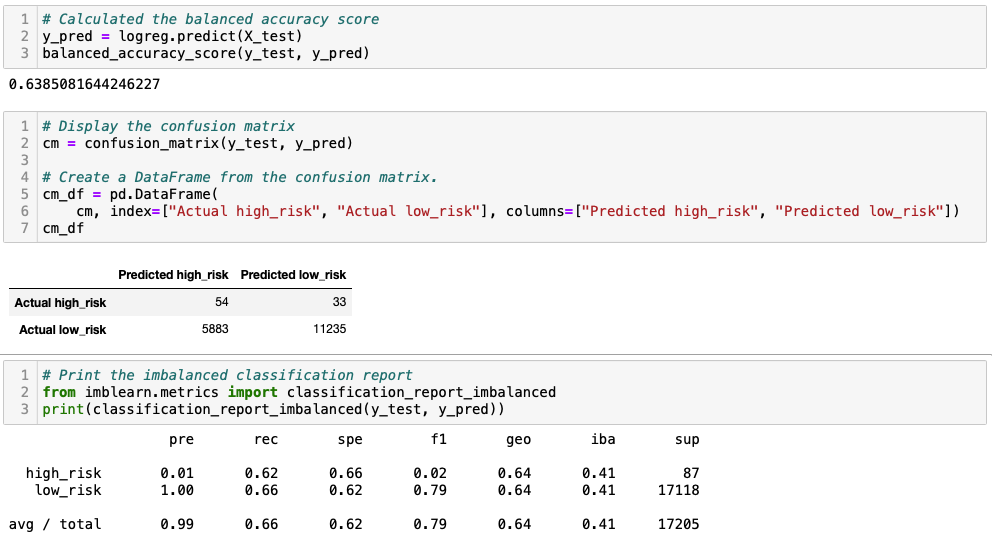 1 # Calculated the balanced accuracy score
2 y_pred = logreg.predict(X_test)
3 balanced_accuracy_score(y_test, y_pred)
0.6385081644246227
1 # Display the confusion matrix
2 cm = confusion_matrix(y_test, y_pred)
3
4 # Create a DataFrame from the confusion matrix.
5 cm_df = pd.DataFrame(
6     cm, index=["Actual high_risk", "Actual low_risk"], columns=["Predicted high_risk", "Predicted low_risk"])
7 cm_df
Predicted high_risk Predicted low_risk
Actual high_risk 54 33
Actual low_risk 5883 11235
1 # Print the imbalanced classification report
2 from imblearn.metrics import classification_report_imbalanced
3 print(classification_report_imbalanced(y_test, y_pred))
pre rec spe f1 geo iba sup
high_risk 0.01 0.62 0.66 0.02 0.64 0.41 87
low_risk 1.00 0.66 0.62 0.79 0.64 0.41 17118
avg / total 0.99 0.66 0.62 0.79 0.64 0.41 17205